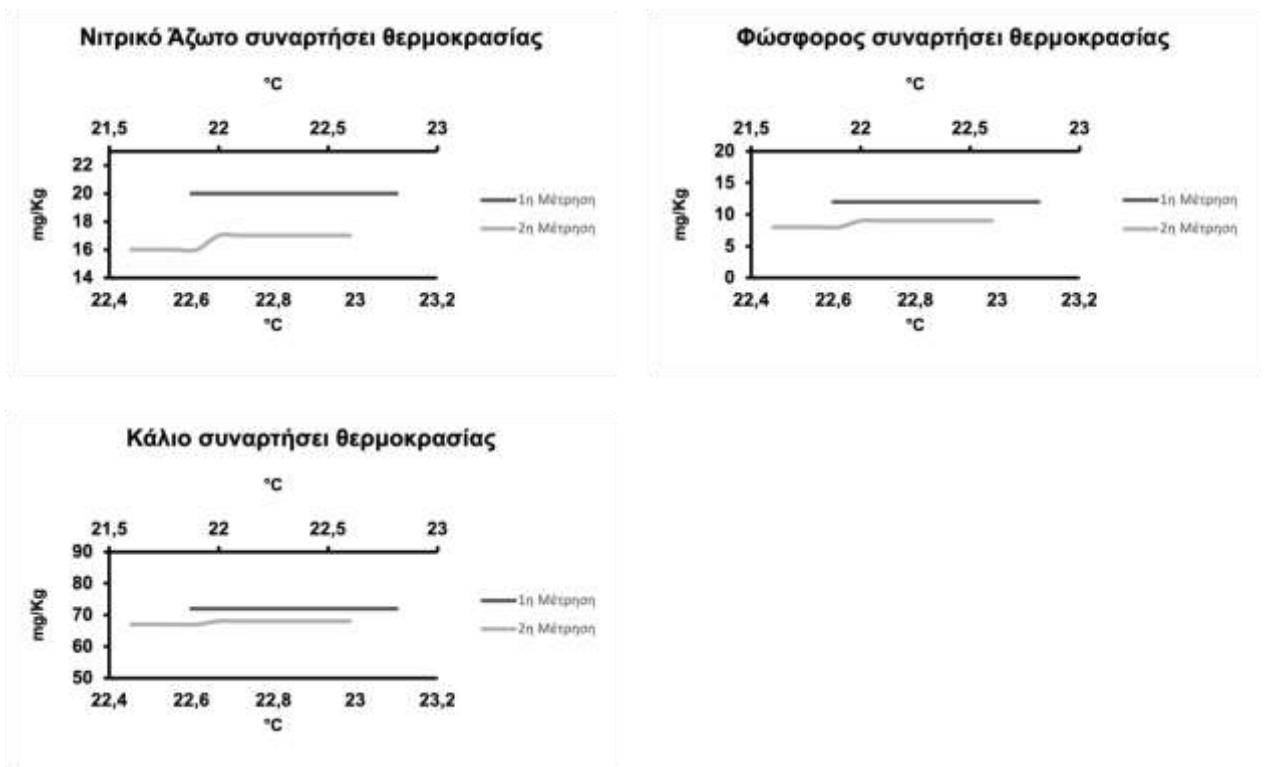 Νιτρικό Άζωτο συναρτήσει θερμοκρασίας
°C
21,5 22 22,5 23
22
20
18
16
14
mg/Kg
1η Μέτρηση
2η Μέτρηση
22,4 22,6 22,8 23 23,2
°C
Φώσφορος συναρτήσει θερμοκρασίας
°C
21,5 22 22,5 23
20
15
10
5
0
mg/Kg
1η Μέτρηση
2η Μέτρηση
22,4 22,6 22,8 23 23,2
°C
Κάλιο συναρτήσει θερμοκρασίας
°C
21,5 22 22,5 23
90
80
70
60
50
mg/Kg
1η Μέτρηση
2η Μέτρηση
22,4 22,6 22,8 23 23,2
°C